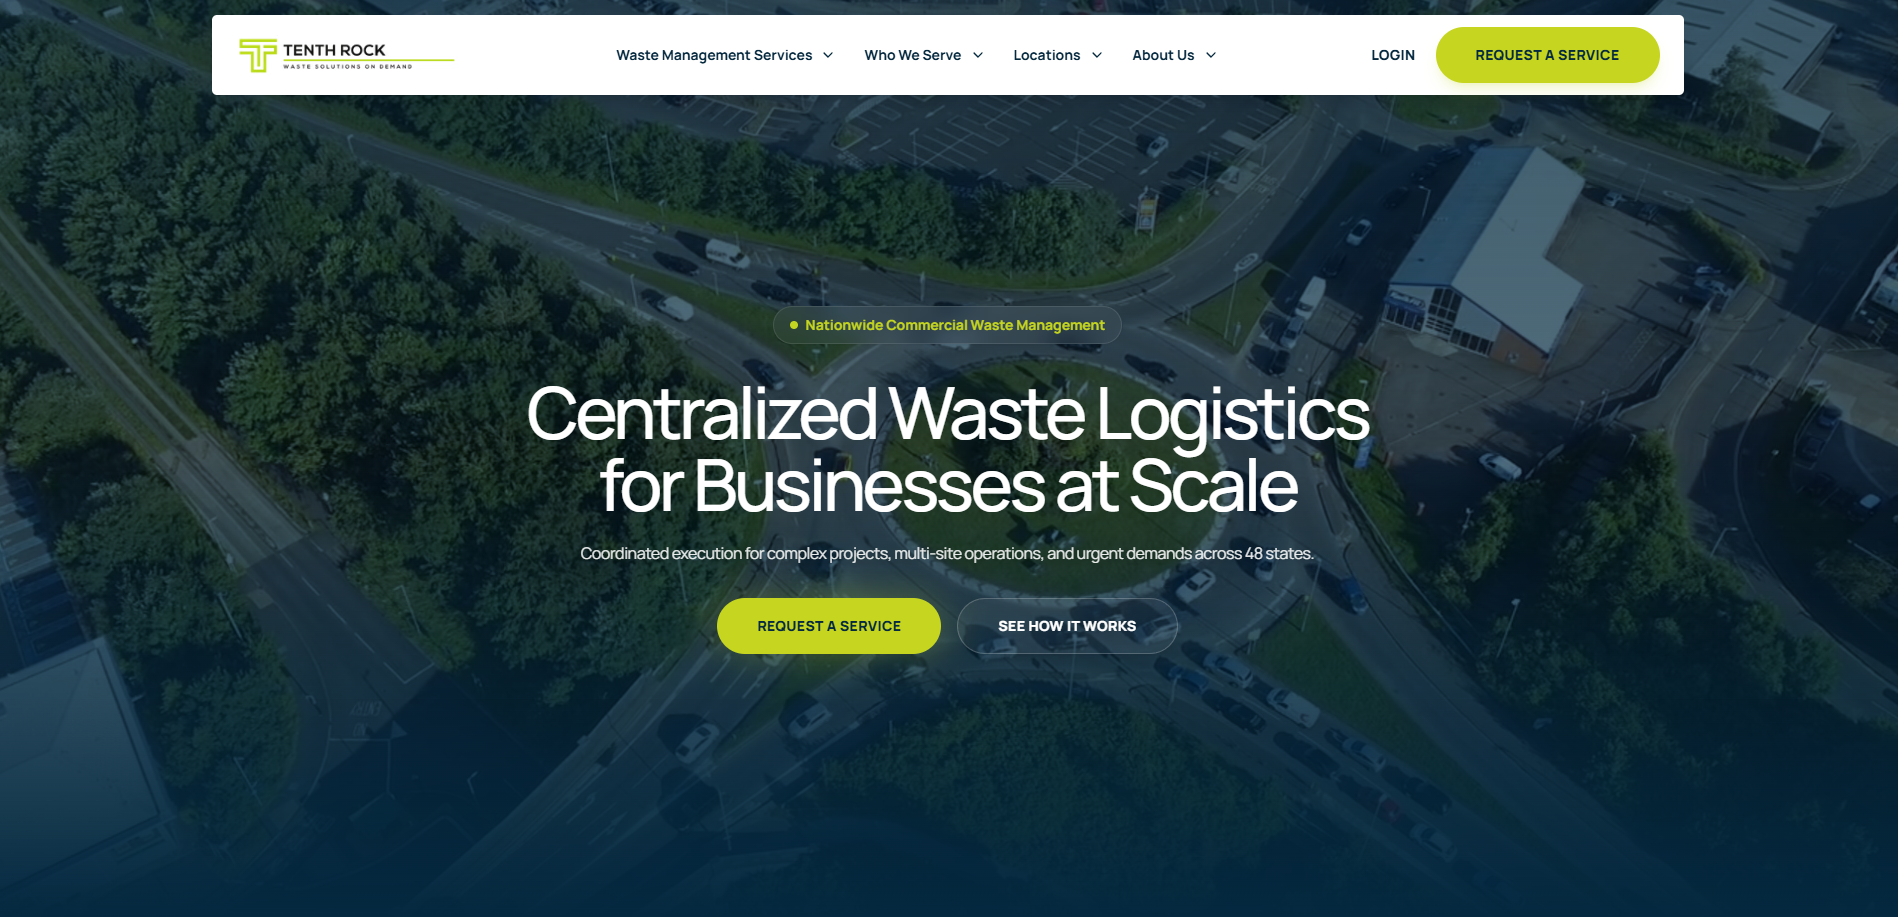 TENTH ROCK
WASTE SOLUTIONS ON DEMAND
Waste Management Services
Who We Serve
Locations
About Us
LOGIN
REQUEST A SERVICE
Nationwide Commercial Waste Management
Centralized Waste Logistics
for Businesses at Scale
Coordinated execution for complex projects, multi-site operations, and urgent demands across 48 states.
REQUEST A SERVICE
SEE HOW IT WORKS